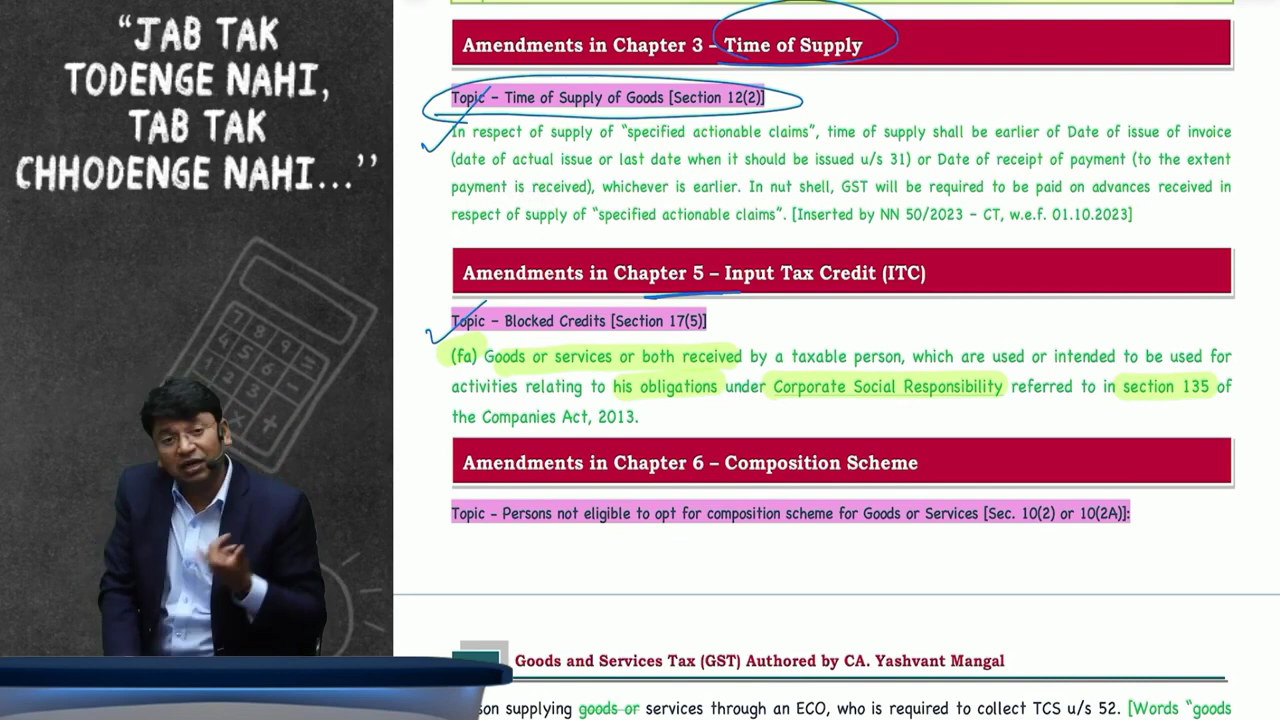 “JAB TAK
TODENGE NAHI,
TAB TAK
CHHODENGE NAHI...’’
Amendments in Chapter 3 – Time of Supply
Topic – Time of Supply of Goods [Section 12(2)]
In respect of supply of “specified actionable claims”, time of supply shall be earlier of Date of issue of invoice
(date of actual issue or last date when it should be issued u/s 31) or Date of receipt of payment (to the extent
payment is received), whichever is earlier. In nut shell, GST will be required to be paid on advances received in
respect of supply of “specified actionable claims”. [Inserted by NN 50/2023 – CT, w.e.f. 01.10.2023]
Amendments in Chapter 5 – Input Tax Credit (ITC)
Topic – Blocked Credits [Section 17(5)]
(fa) Goods or services or both received by a taxable person, which are used or intended to be used for
activities relating to his obligations under Corporate Social Responsibility referred to in section 135 of
the Companies Act, 2013.
Amendments in Chapter 6 – Composition Scheme
Topic – Persons not eligible to opt for composition scheme for Goods or Services [Sec. 10(2) or 10(2A)]:
Goods and Services Tax (GST) Authored by CA. Yashvant Mangal
supplying goods or services through an ECO, who is required to collect TCS u/s 52. [Words “goods
7 8 9 =
4 5 6 −
1 2 3
× +